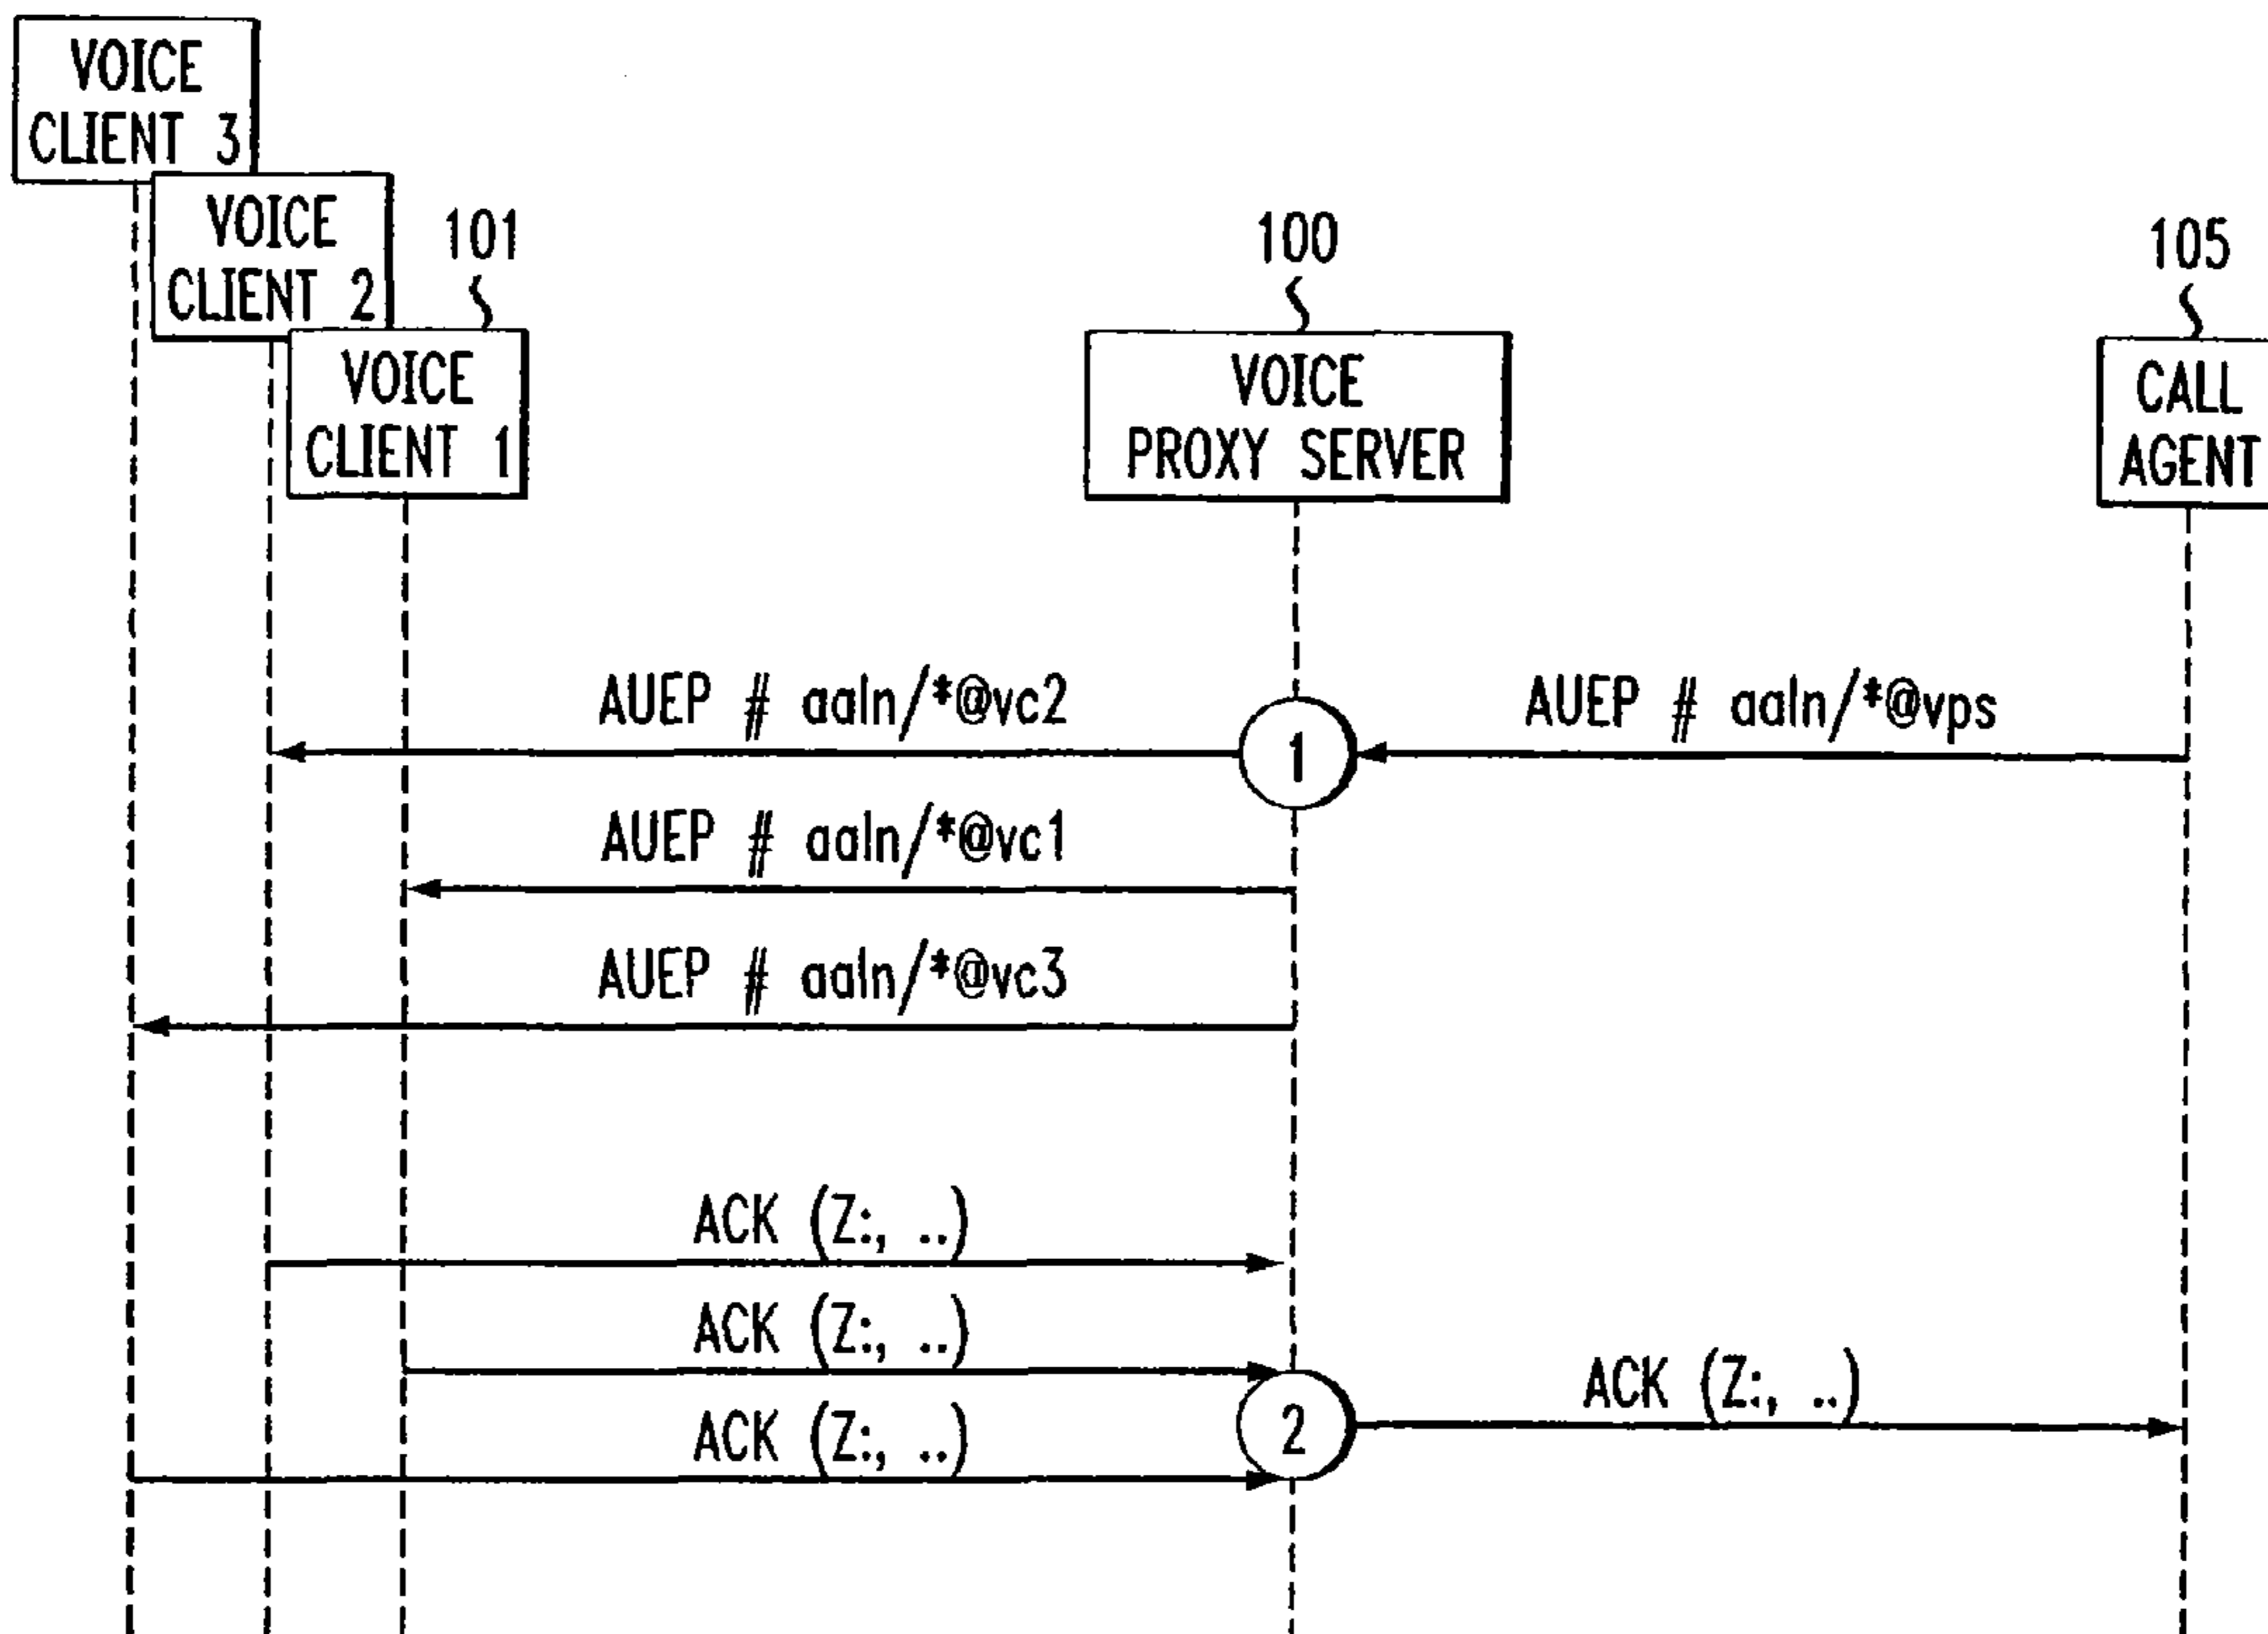 VOICE
CLIENT 3
VOICE
CLIENT 2
101
100
105
VOICE
CLIENT 1
VOICE
PROXY SERVER
CALL
AGENT
AUEP # aaln/*@vc2
1
AUEP # aaln/*@vps
AUEP # aaln/*@vc1
AUEP # aaln/*@vc3
ACK (Z:, ..)
ACK (Z:, ..)
ACK (Z:, ..)
2
ACK (Z:, ..)